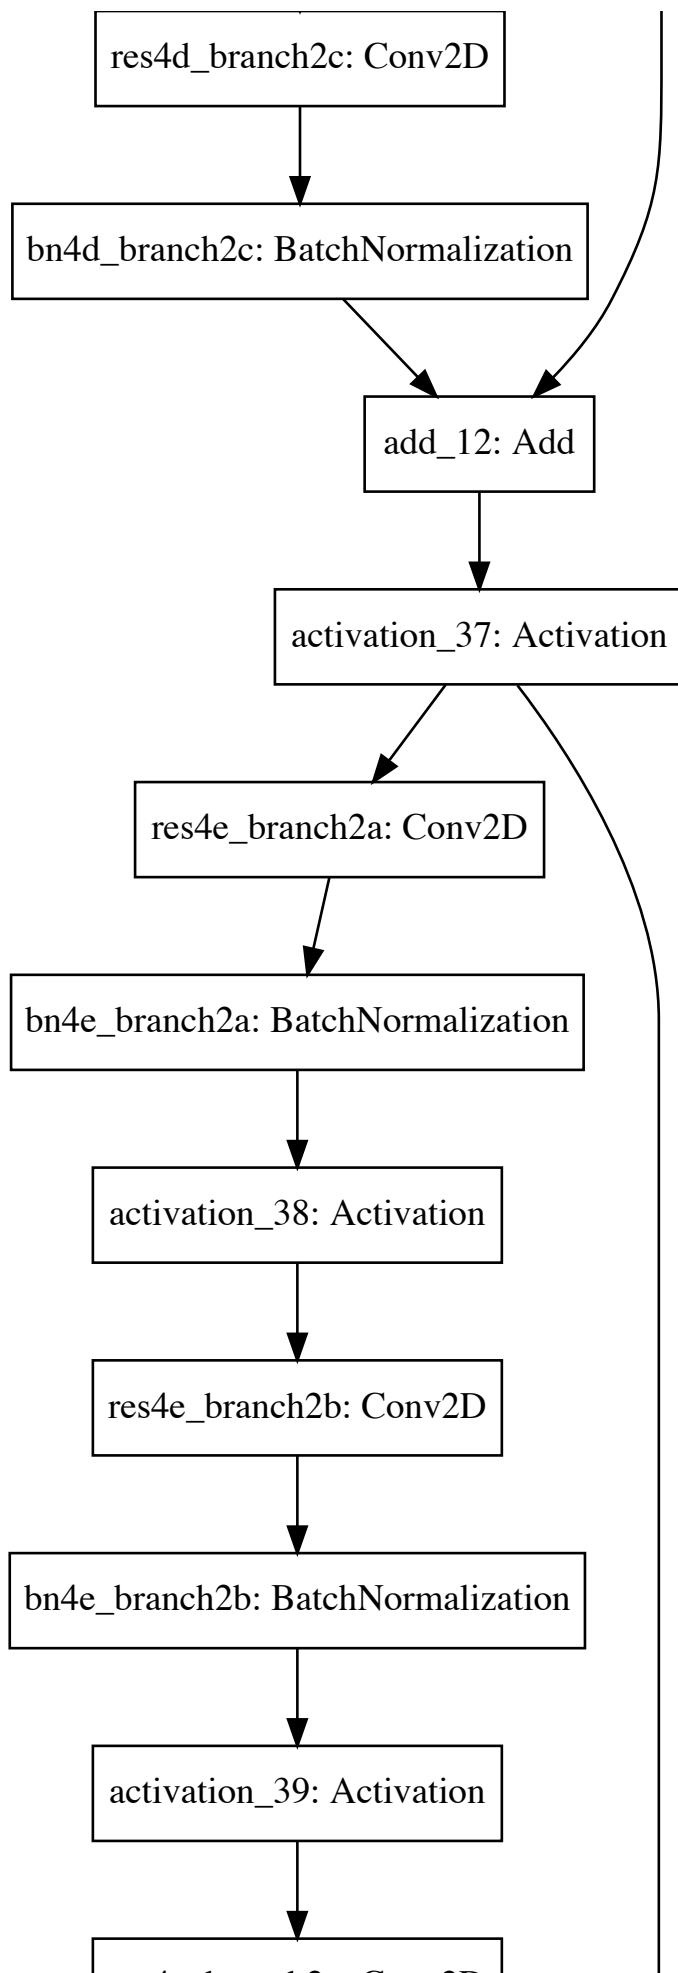 res4d_branch2c: Conv2D
bn4d_branch2c: BatchNormalization
add_12: Add
activation_37: Activation
res4e_branch2a: Conv2D
bn4e_branch2a: BatchNormalization
activation_38: Activation
res4e_branch2b: Conv2D
bn4e_branch2b: BatchNormalization
activation_39: Activation